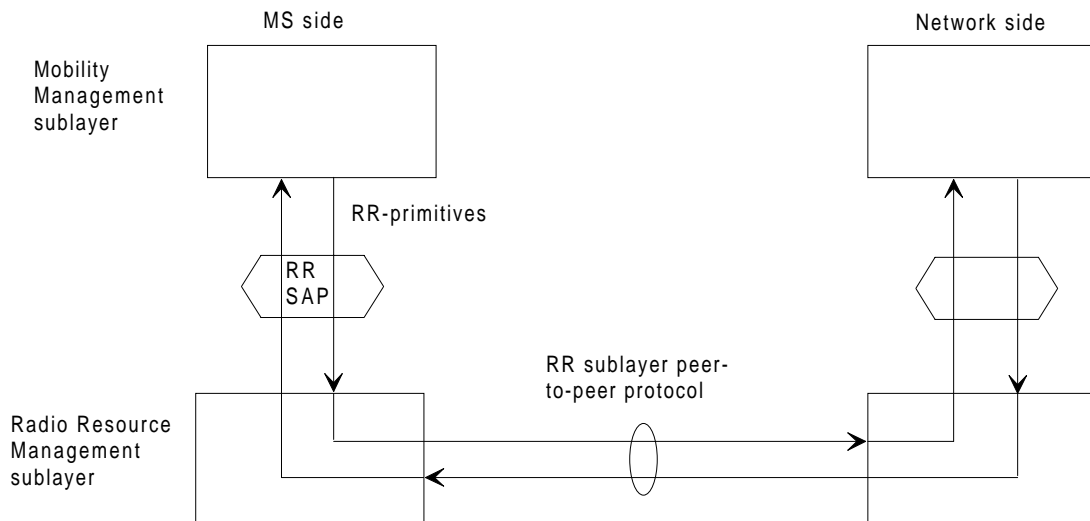 MS side
Network side
Mobility
Management
sublayer
RR-primitives
RR
SAP
RR sublayer peer-
to-peer protocol
Radio Resource
Management
sublayer